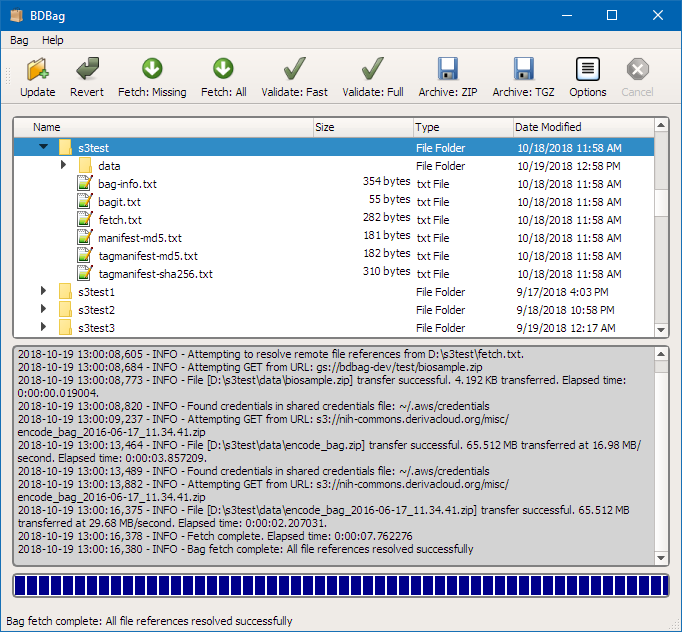 BDBag
Bag Help
Update Revert Fetch: Missing Fetch: All Validate: Fast Validate: Full Archive: ZIP Archive: TGZ Options Cancel
Name Size Type Date Modified
s3test File Folder 10/18/2018 11:58 AM
data File Folder 10/19/2018 12:58 PM
bag-info.txt 354 bytes txt File 10/18/2018 11:58 AM
bagit.txt 55 bytes txt File 10/18/2018 11:58 AM
fetch.txt 282 bytes txt File 10/18/2018 11:58 AM
manifest-md5.txt 181 bytes txt File 10/18/2018 11:58 AM
tagmanifest-md5.txt 182 bytes txt File 10/18/2018 11:58 AM
tagmanifest-sha256.txt 310 bytes txt File 10/18/2018 11:58 AM
s3test1 File Folder 9/17/2018 4:03 PM
s3test2 File Folder 9/18/2018 10:58 PM
s3test3 File Folder 9/19/2018 12:17 AM
2018-10-19 13:00:08,605 - INFO - Attempting to resolve remote file references from D:\s3test\fetch.txt.
2018-10-19 13:00:08,684 - INFO - Attempting GET from URL: gs://bdbag-dev/test/biosample.zip
2018-10-19 13:00:08,773 - INFO - File [D:\s3test\data\biosample.zip] transfer successful. 4.192 KB transferred. Elapsed time:
0:00:00.019004.
2018-10-19 13:00:08,820 - INFO - Found credentials in shared credentials file: ~/.aws/credentials
2018-10-19 13:00:09,237 - INFO - Attempting GET from URL: s3://nih-commons.derivacloud.org/misc/
encode_bag_2016-06-17_11.34.41.zip
2018-10-19 13:00:13,464 - INFO - File [D:\s3test\data\encode_bag.zip] transfer successful. 65.512 MB transferred at 16.98 MB/
second. Elapsed time: 0:00:03.857209.
2018-10-19 13:00:13,489 - INFO - Found credentials in shared credentials file: ~/.aws/credentials
2018-10-19 13:00:13,882 - INFO - Attempting GET from URL: s3://nih-commons.derivacloud.org/misc/
encode_bag_2016-06-17_11.34.41.zip
2018-10-19 13:00:16,375 - INFO - File [D:\s3test\data\encode_bag_2016-06-17_11.34.41.zip] transfer successful. 65.512 MB
transferred at 29.68 MB/second. Elapsed time: 0:00:02.207031.
2018-10-19 13:00:16,378 - INFO - Fetch complete. Elapsed time: 0:00:07.762276
2018-10-19 13:00:16,380 - INFO - Bag fetch complete: All file references resolved successfully
Bag fetch complete: All file references resolved successfully